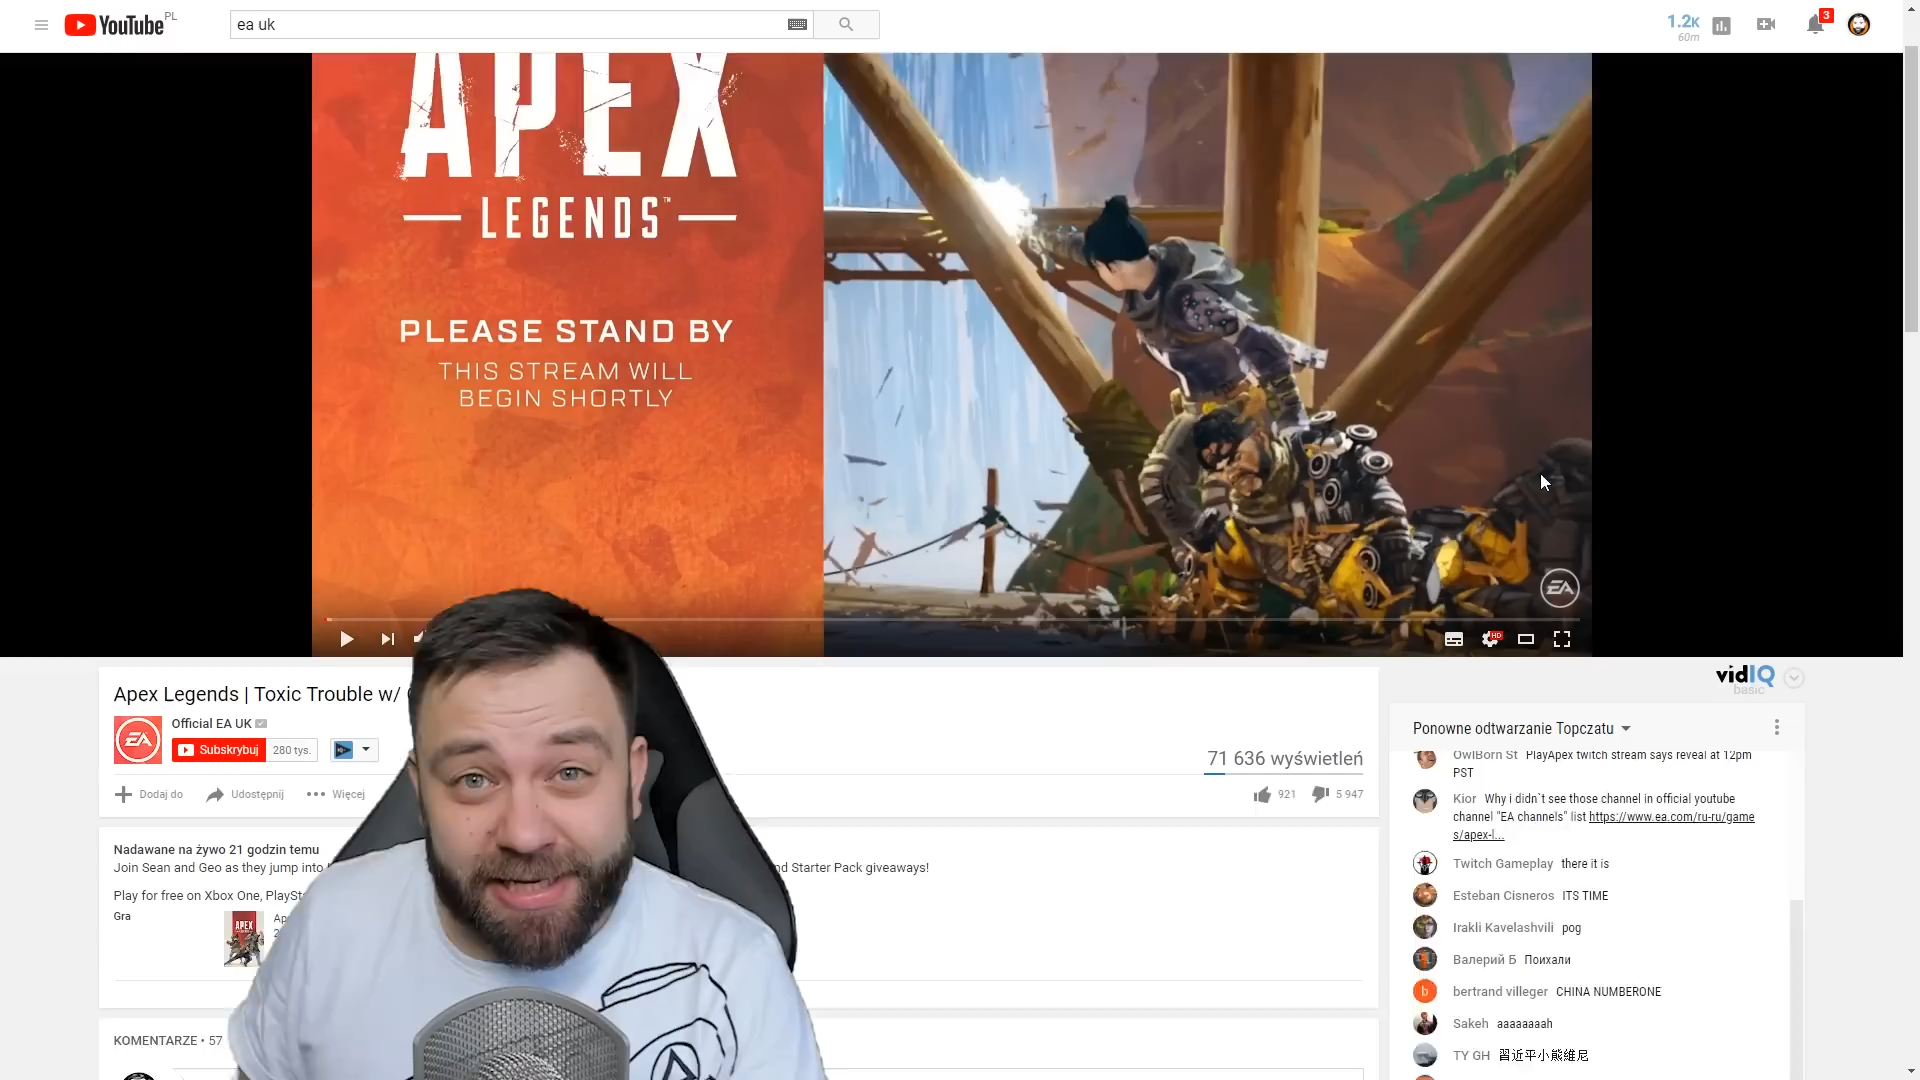 YouTube PL
ea uk
1.2K
60m
3
APEX
LEGENDS™
PLEASE STAND BY
THIS STREAM WILL
BEGIN SHORTLY
EA
HD
Apex Legends | Toxic Trouble w/
EA
Official EA UK
Subskrybuj 280 tys.
71 636 wyświetleń
Dodaj do Udostępnij Więcej
921 5 947
Nadawane na żywo 21 godzin temu
Join Sean and Geo as they jump into
nd Starter Pack giveaways!
Play for free on Xbox One, PlaySt
Gra
APEX
KOMENTARZE • 57
vidIQ
basic
Ponowne odtwarzanie Topczatu
OwlBorn St PlayApex twitch stream says reveal at 12pm
PST
Kior Why i didn`t see those channel in official youtube
channel "EA channels" list https://www.ea.com/ru-ru/game
s/apex-l...
Twitch Gameplay there it is
Esteban Cisneros ITS TIME
Irakli Kavelashvili pog
Валерий Б Поихали
b bertrand villeger CHINA NUMBERONE
Sakeh aaaaaaaah
TY GH 習近平小熊維尼